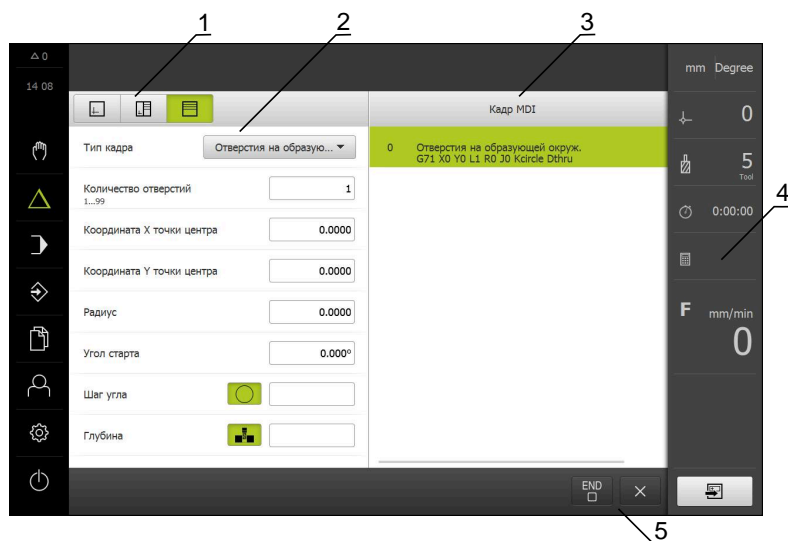 1
2
3
0
14 08
mm Degree
Кадр MDI
0
Тип кадра
Отверстия на образую...
0
Отверстия на образующей окруж.
G71 X0 Y0 L1 R0 J0 Kcircle Dthru
5
Tool
Количество отверстий
1...99
1
4
0:00:00
Координата X точки центра
0.0000
Координата Y точки центра
0.0000
Радиус
0.0000
F mm/min
0
Угол старта
0.000°
Шаг угла
Глубина
END
5